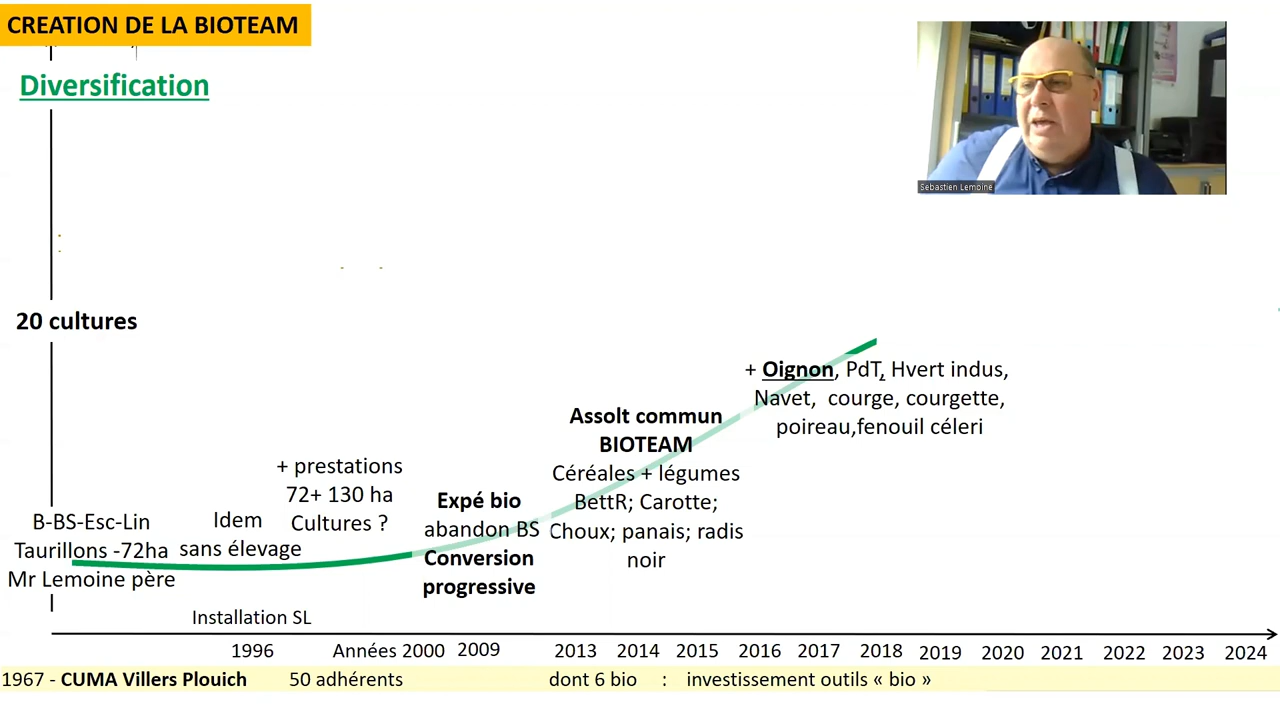 CREATION DE LA BIOTEAM
Diversification
Sebastien Lemoine
20 cultures
+ Oignon, PdT, Hvert indus,
Navet, courge, courgette,
poireau,fenouil céleri
Assolt commun
BIOTEAM
Céréales + légumes
BettR; Carotte;
Choux; panais; radis
noir
+ prestations
72+ 130 ha
Cultures ?
Expé bio
abandon BS
Conversion
progressive
B-BS-Esc-Lin
Taurillons -72ha
Mr Lemoine père
Idem
sans élevage
Installation SL
1996 Années 2000 2009 2013 2014 2015 2016 2017 2018 2019 2020 2021 2022 2023 2024
1967 - CUMA Villers Plouich 50 adhérents dont 6 bio : investissement outils « bio »